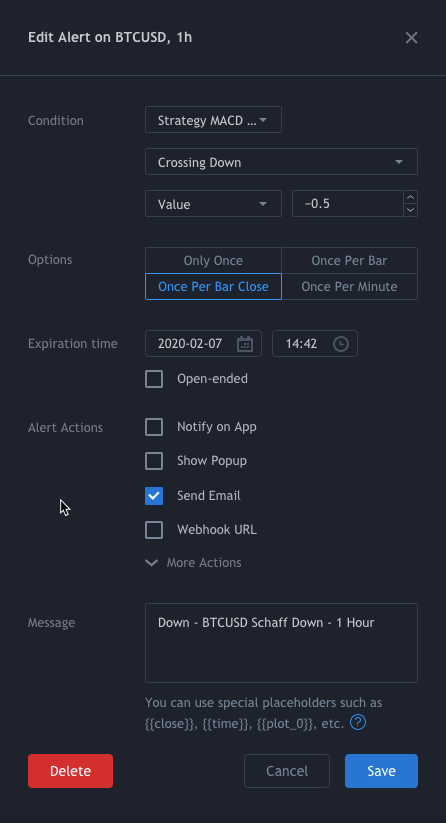 Edit Alert on BTCUSD, 1h
Condition
Strategy MACD ...
Crossing Down
Value
−0.5
Options
Only Once
Once Per Bar
Once Per Bar Close
Once Per Minute
Expiration time
2020-02-07
14:42
Open-ended
Alert Actions
Notify on App
Show Popup
Send Email
Webhook URL
More Actions
Message
Down - BTCUSD Schaff Down - 1 Hour
You can use special placeholders such as
{{close}}, {{time}}, {{plot_0}}, etc. ?
Delete
Cancel
Save